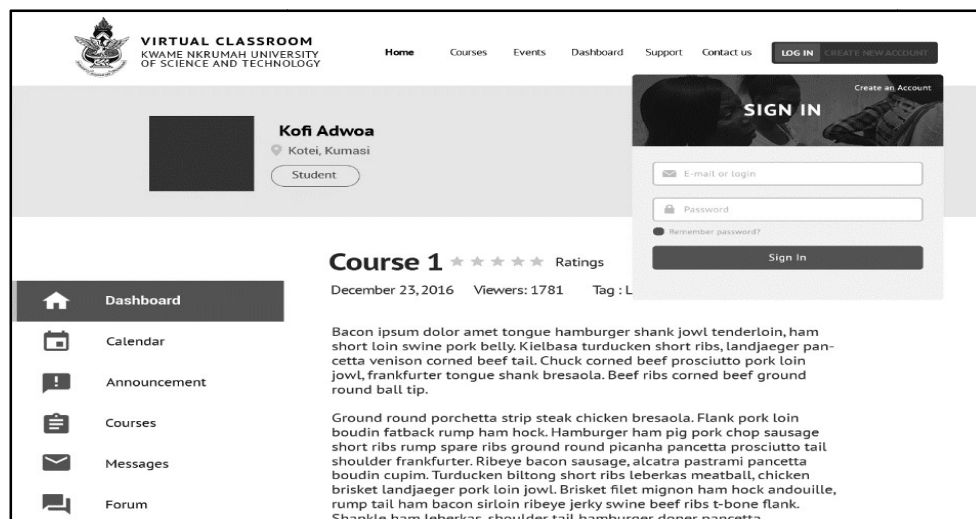 VIRTUAL CLASSROOM
KWAME NKRUMAH UNIVERSITY
OF SCIENCE AND TECHNOLOGY
Home Courses Events Dashboard Support Contact us LOG IN CREATE NEW ACCOUNT
Create an Account
SIGN IN
Kofi Adwoa
Kotei, Kumasi
Student
E-mail or login
Password
Remember password?
Sign In
Course 1 Ratings
December 23, 2016 Viewers: 1781 Tag : L
Dashboard
Calendar
Announcement
Courses
Messages
Forum
Bacon ipsum dolor amet tongue hamburger shank jowl tenderloin, ham
short loin swine pork belly. Kielbasa turducken short ribs, landjaeger pan-
cetta venison corned beef tail. Chuck corned beef prosciutto pork loin
jowl, frankfurter tongue shank bresaola. Beef ribs corned beef ground
round ball tip.
Ground round porchetta strip steak chicken bresaola. Flank pork loin
boudin fatback rump ham hock. Hamburger ham pig pork chop sausage
short ribs rump spare ribs ground round picanha pancetta prosciutto tail
shoulder frankfurter. Ribeye bacon sausage, alcatra pastrami pancetta
boudin cupim. Turducken biltong short ribs leberkas meatball, chicken
brisket landjaeger pork loin jowl. Brisket filet mignon ham hock andouille,
rump tail ham bacon sirloin ribeye jerky swine beef ribs t-bone flank.
Shankle ham leberkas, shoulder tail hamburger doner pancetta